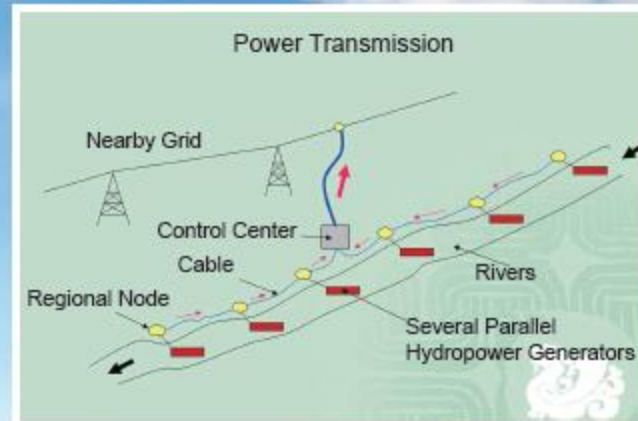 Power Transmission
Nearby Grid
Control Center
Cable
Rivers
Regional Node
Several Parallel
Hydropower Generators